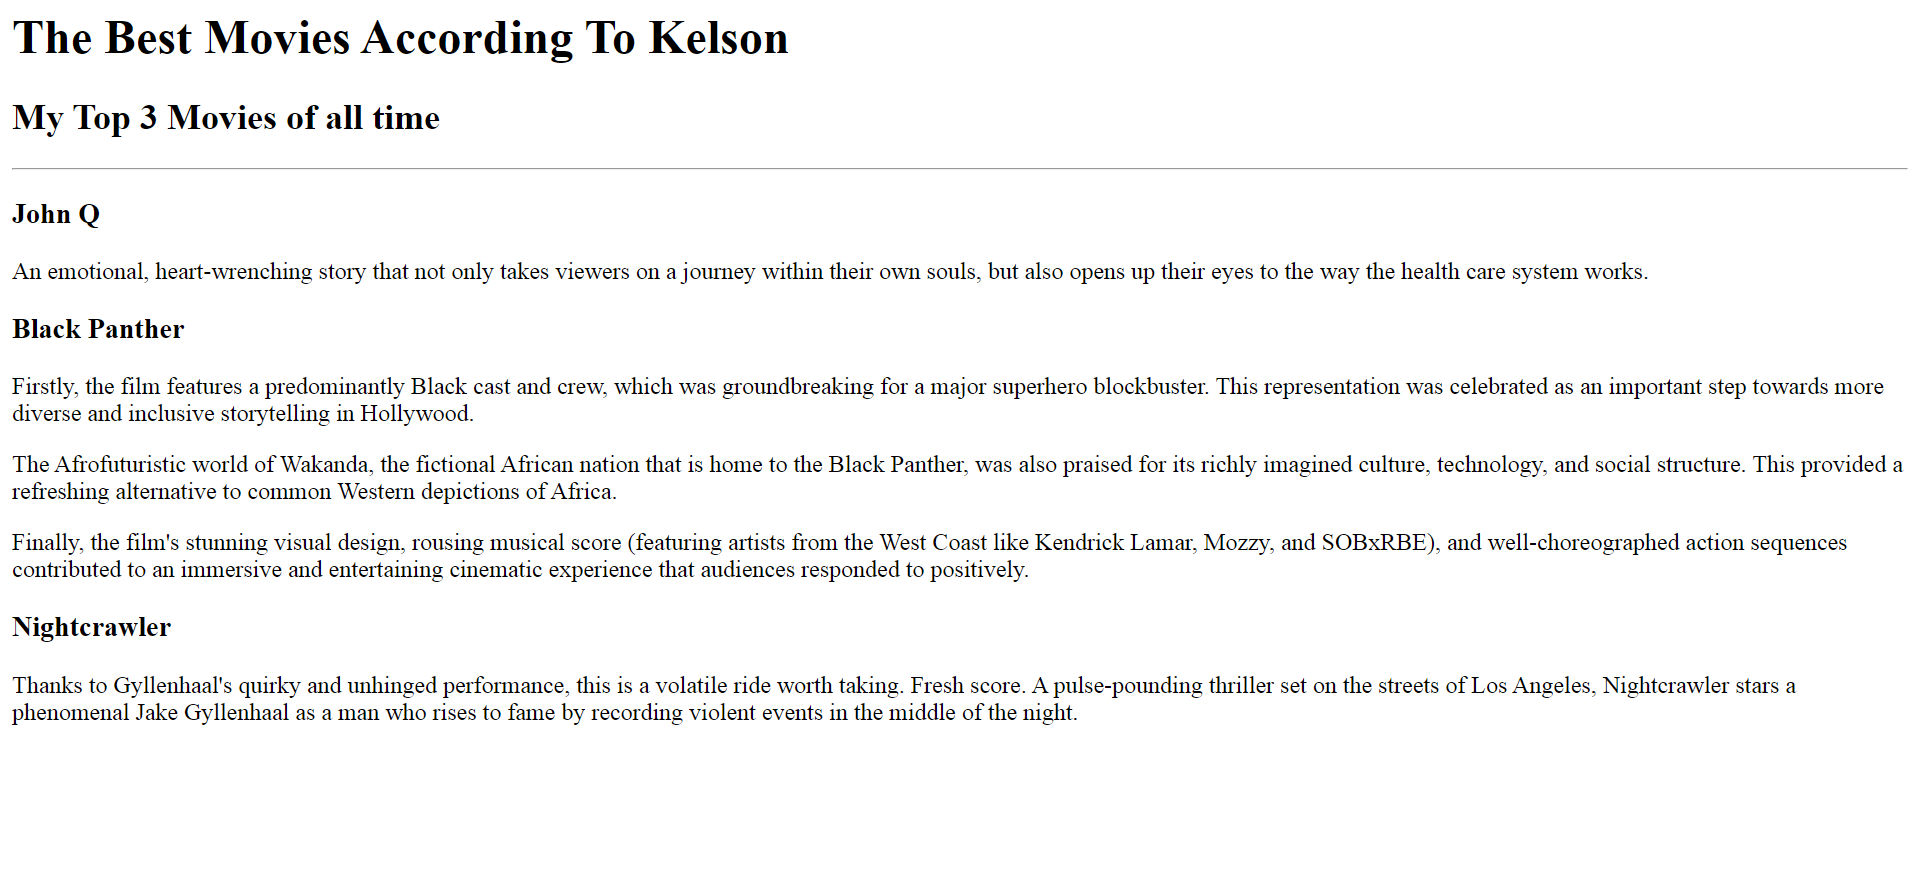 The Best Movies According To Kelson
My Top 3 Movies of all time
John Q
An emotional, heart-wrenching story that not only takes viewers on a journey within their own souls, but also opens up their eyes to the way the health care system works.
Black Panther
Firstly, the film features a predominantly Black cast and crew, which was groundbreaking for a major superhero blockbuster. This representation was celebrated as an important step towards more
diverse and inclusive storytelling in Hollywood.
The Afrofuturistic world of Wakanda, the fictional African nation that is home to the Black Panther, was also praised for its richly imagined culture, technology, and social structure. This provided a
refreshing alternative to common Western depictions of Africa.
Finally, the film's stunning visual design, rousing musical score (featuring artists from the West Coast like Kendrick Lamar, Mozzy, and SOBxRBE), and well-choreographed action sequences
contributed to an immersive and entertaining cinematic experience that audiences responded to positively.
Nightcrawler
Thanks to Gyllenhaal's quirky and unhinged performance, this is a volatile ride worth taking. Fresh score. A pulse-pounding thriller set on the streets of Los Angeles, Nightcrawler stars a
phenomenal Jake Gyllenhaal as a man who rises to fame by recording violent events in the middle of the night.